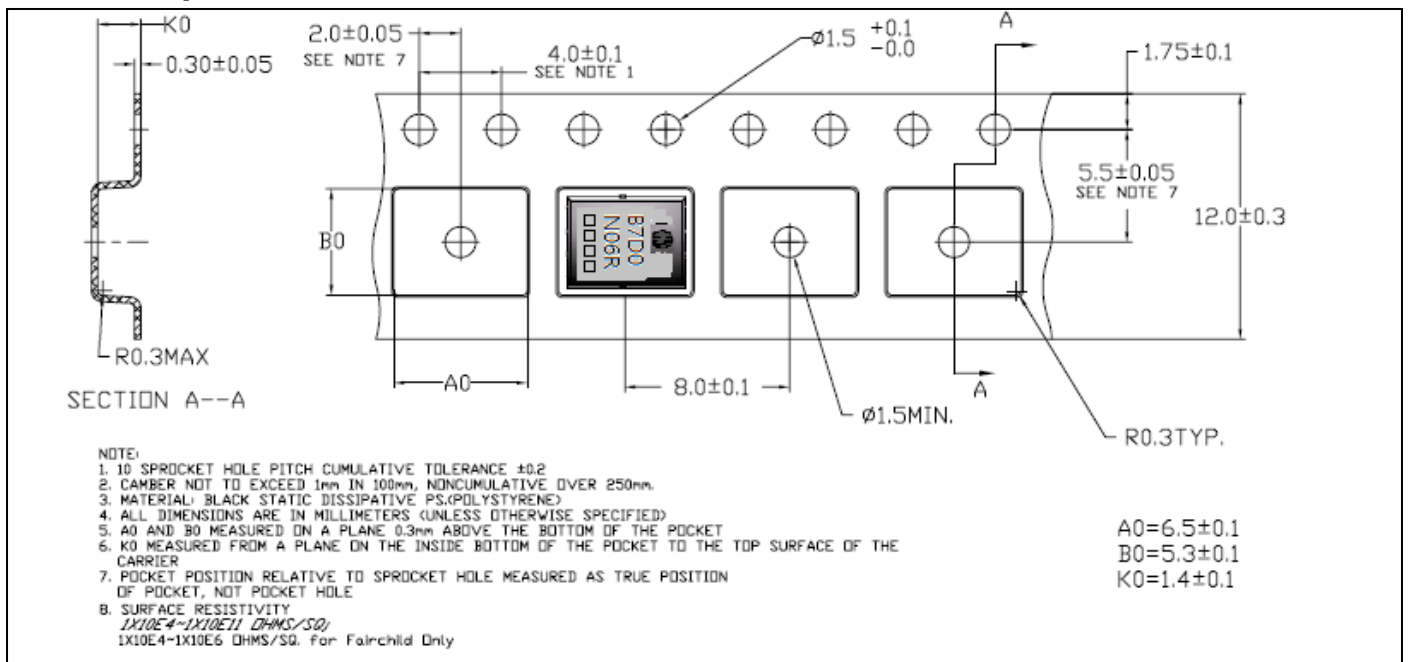 K0
0.30±0.05
2.0±0.05
SEE NOTE 7
4.0±0.1
SEE NOTE 1
Ø1.5 +0.1 -0.0
A
1.75±0.1
5.5±0.05
SEE NOTE 7
12.0±0.3
B0
B7D0
N06R
R0.3MAX
A0
8.0±0.1
A
SECTION A--A
Ø1.5MIN.
R0.3TYP.
NOTE:
1. 10 SPROCKET HOLE PITCH CUMULATIVE TOLERANCE ±0.2
2. CAMBER NOT TO EXCEED 1mm IN 100mm, NONCUMULATIVE OVER 250mm.
3. MATERIAL: BLACK STATIC DISSIPATIVE PS.(POLYSTYRENE)
4. ALL DIMENSIONS ARE IN MILLIMETERS (UNLESS OTHERWISE SPECIFIED)
5. A0 AND B0 MEASURED ON A PLANE 0.3mm ABOVE THE BOTTOM OF THE POCKET
6. K0 MEASURED FROM A PLANE ON THE INSIDE BOTTOM OF THE POCKET TO THE TOP SURFACE OF THE
CARRIER
7. POCKET POSITION RELATIVE TO SPROCKET HOLE MEASURED AS TRUE POSITION
OF POCKET, NOT POCKET HOLE
8. SURFACE RESISTIVITY
1X10E4~1X10E11 OHMS/SQ;
1X10E4~1X10E6 OHMS/SQ. for Fairchild Only
A0=6.5±0.1
B0=5.3±0.1
K0=1.4±0.1